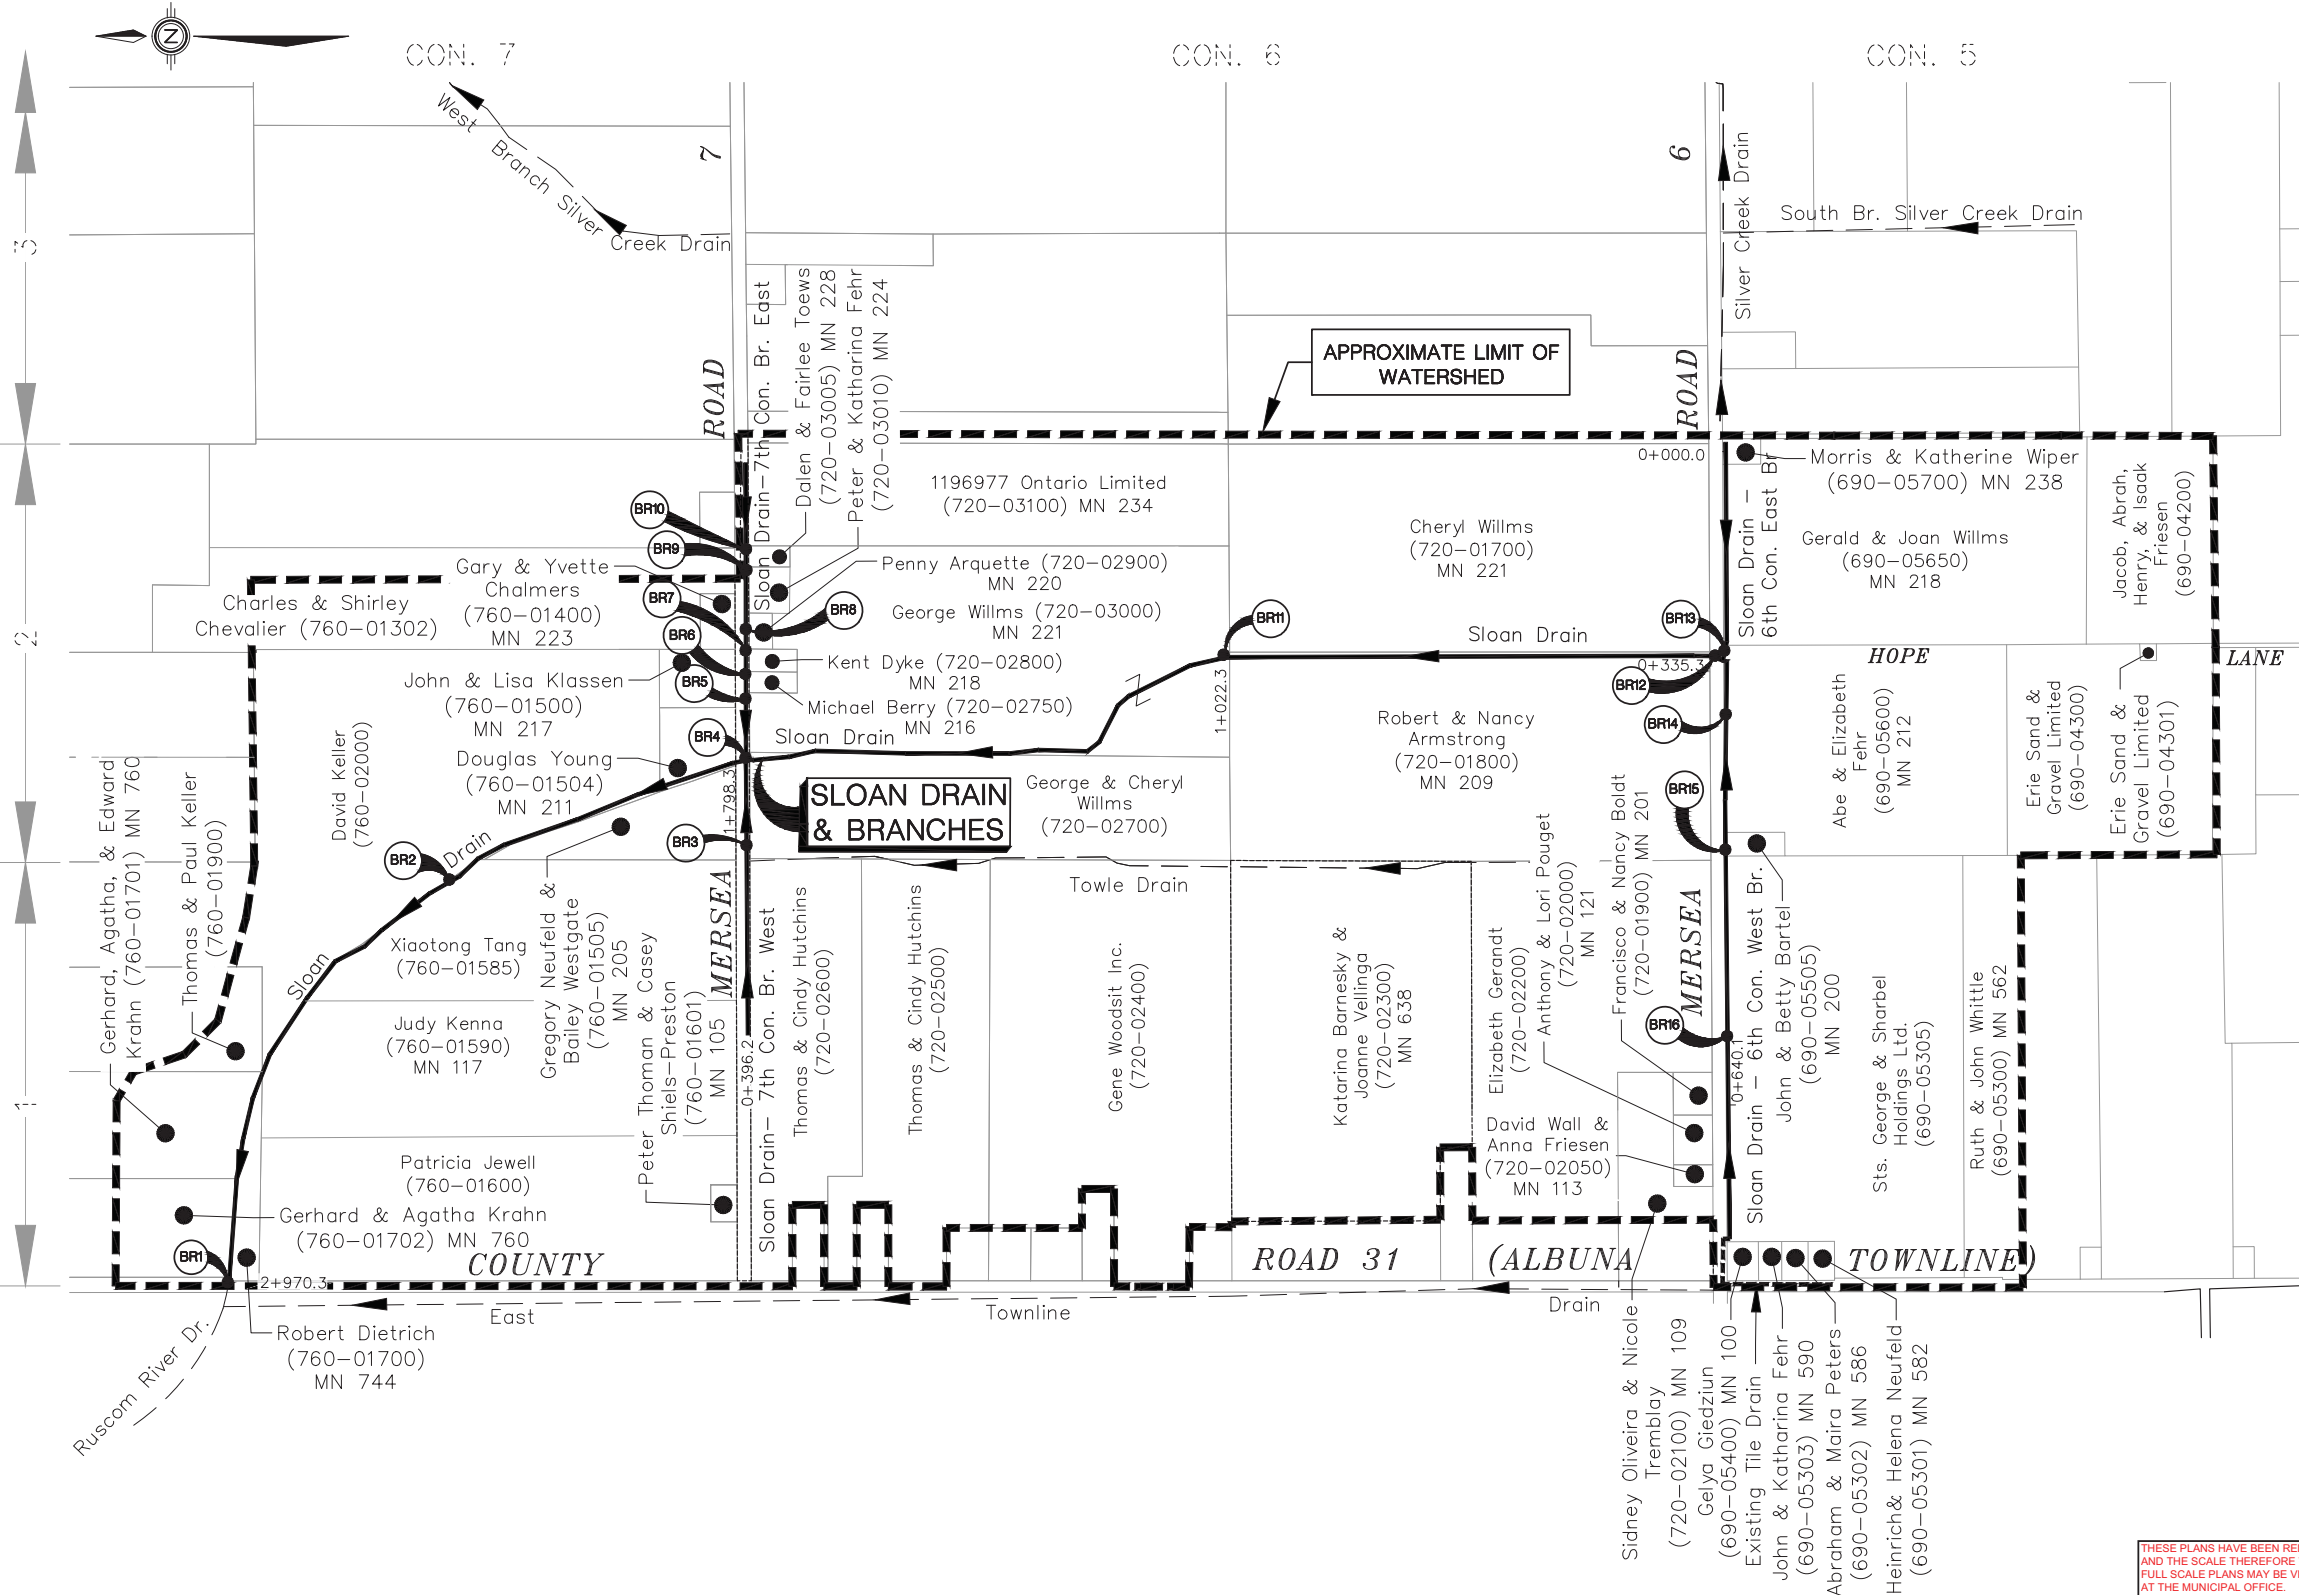 Z
CON. 7
CON. 6
CON. 5
3
2
1
West
Branch Silver
Creek Drain
7
ROAD
MERSEA
6
ROAD
MERSEA
Silver Creek Drain
South Br. Silver Creek Drain
APPROXIMATE LIMIT OF
WATERSHED
Sloan Drain-7th Con. Br. East
Dalen & Fairlee Toews
(720-03005) MN 228
Peter & Katharina Fehr
(720-03010) MN 224
1196977 Ontario Limited
(720-03100) MN 234
Cheryl Willms
(720-01700)
MN 221
0+000.0
Sloan Drain -
6th Con. East Br
Morris & Katherine Wiper
(690-05700) MN 238
Gerald & Joan Willms
(690-05650)
MN 218
Jacob, Abrah,
Henry, & Isaak
Friesen
(690-04200)
BR10
BR9
BR7
BR6
BR5
BR4
BR3
BR2
BR1
BR8
BR11
BR13
BR12
BR14
BR15
BR16
Gary & Yvette
Chalmers
(760-01400)
MN 223
Charles & Shirley
Chevalier (760-01302)
Penny Arquette (720-02900)
MN 220
George Willms (720-03000)
MN 221
Kent Dyke (720-02800)
MN 218
Michael Berry (720-02750)
MN 216
Sloan Drain
Sloan Drain
0+335.3
1+022.3
HOPE
LANE
John & Lisa Klassen
(760-01500)
MN 217
Douglas Young
(760-01504)
MN 211
David Keller
(760-02000)
Gerhard, Agatha, & Edward
Krahn (760-01701) MN 760
Thomas & Paul Keller
(760-01900)
1+798.3
SLOAN DRAIN
& BRANCHES
George & Cheryl
Willms
(720-02700)
Robert & Nancy
Armstrong
(720-01800)
MN 209
Abe & Elizabeth
Fehr
(690-05600)
MN 212
Erie Sand &
Gravel Limited
(690-04300)
Erie Sand &
Gravel Limited
(690-04301)
Sloan
Drain
Xiaotong Tang
(760-01585)
Judy Kenna
(760-01590)
MN 117
Gregory Neufeld &
Bailey Westgate
(760-01505)
MN 205
Peter Thoman & Casey
Shiels-Preston
(760-01601)
MN 105
0+396.2
Sloan Drain- 7th Con. Br. West
Thomas & Cindy Hutchins
(720-02600)
Thomas & Cindy Hutchins
(720-02500)
Towle Drain
Gene Woodsit Inc.
(720-02400)
Katarina Barnesky &
Joanne Vellinga
(720-02300)
MN 638
Elizabeth Gerandt
(720-02200)
Anthony & Lori Pouget
(720-02000)
MN 121
Francisco & Nancy Boldt
(720-01900) MN 201
David Wall &
Anna Friesen
(720-02050)
MN 113
0+640.1
Sloan Drain - 6th Con. West Br.
John & Betty Bartel
(690-05505)
MN 200
Sts. George & Sharbel
Holdings Ltd.
(690-05305)
Ruth & John Whittle
(690-05300) MN 562
Patricia Jewell
(760-01600)
Gerhard & Agatha Krahn
(760-01702) MN 760
2+970.3
COUNTY
ROAD 31
(ALBUNA
TOWNLINE)
East
Townline
Drain
Robert Dietrich
(760-01700)
MN 744
Ruscom River Dr.
Sidney Oliveira & Nicole
Tremblay
(720-02100) MN 109
Gelya Giedziun
(690-05400) MN 100
Existing Tile Drain
John & Katharina Fehr
(690-05303) MN 590
Abraham & Maira Peters
(690-05302) MN 586
Heinrich& Helena Neufeld
(690-05301) MN 582
THESE PLANS HAVE BEEN
AND THE SCALE THEREFORE
FULL SCALE PLANS MAY BE
AT THE MUNICIPAL OFFICE.